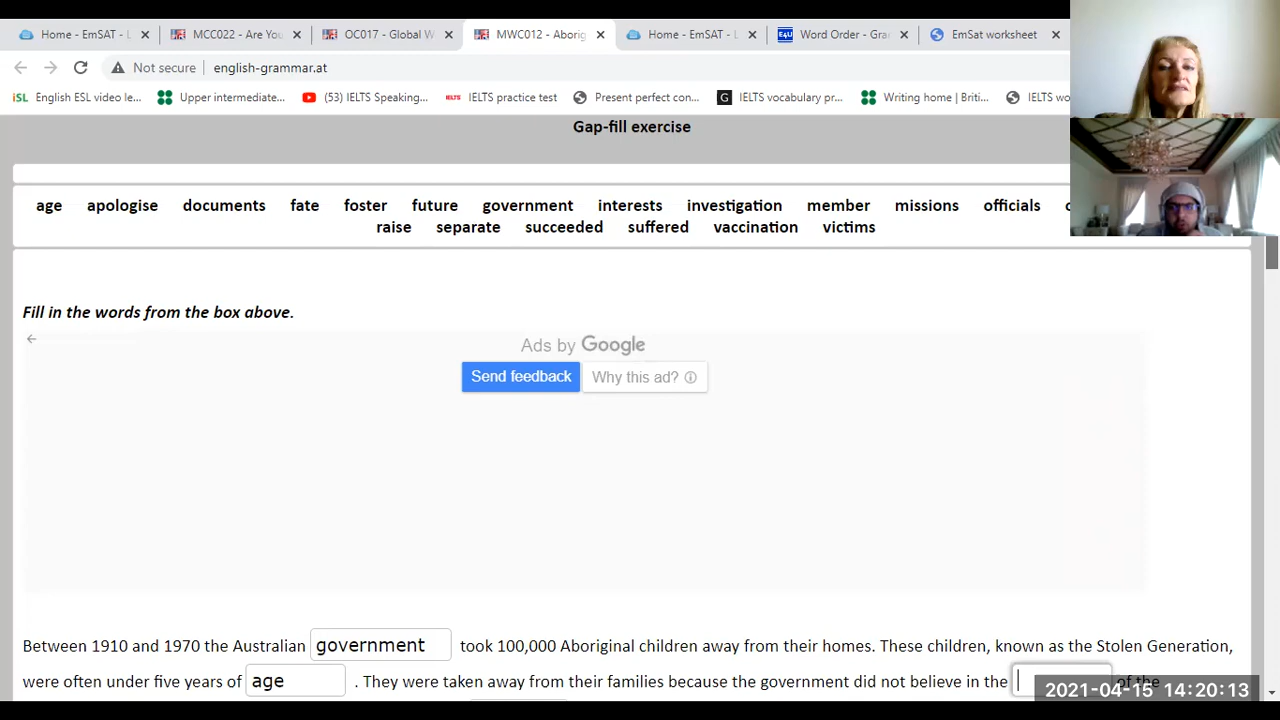 Home - EmSAT - L
MCC022 - Are You
OC017 - Global W
MWC012 - Aborig
Home - EmSAT - L
Word Order - Gra
EmSat worksheet
Not secure
english-grammar.at
iSL English ESL video le...
Upper intermediate...
(53) IELTS Speaking...
IELTS IELTS practice test
Present perfect con...
G IELTS vocabulary pr...
Writing home | Briti...
IELTS wo
Gap-fill exercise
age apologise documents fate foster future government interests investigation member missions officials
raise separate succeeded suffered vaccination victims
Fill in the words from the box above.
Ads by Google
Send feedback Why this ad?
Between 1910 and 1970 the Australian government took 100,000 Aboriginal children away from their homes. These children, known as the Stolen Generation,
were often under five years of age . They were taken away from their families because the government did not believe in the of the
2021-04-15 14:20:13